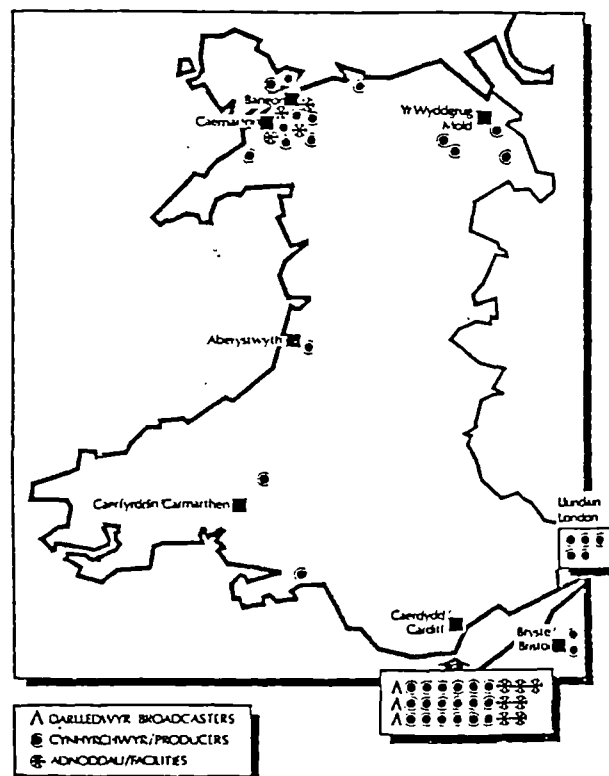 Bangor
Caernarfon
Yr Wyddgrug
Mold
Aberystwyth
Caerfyrddin/Carmarthen
Llundain
London
Caerdydd/
Cardiff
Bryste/
Bristol
DARLLEDWYR BROADCASTERS
CYNHYRCHWYR/PRODUCERS
ADNODDAU/FACILITIES